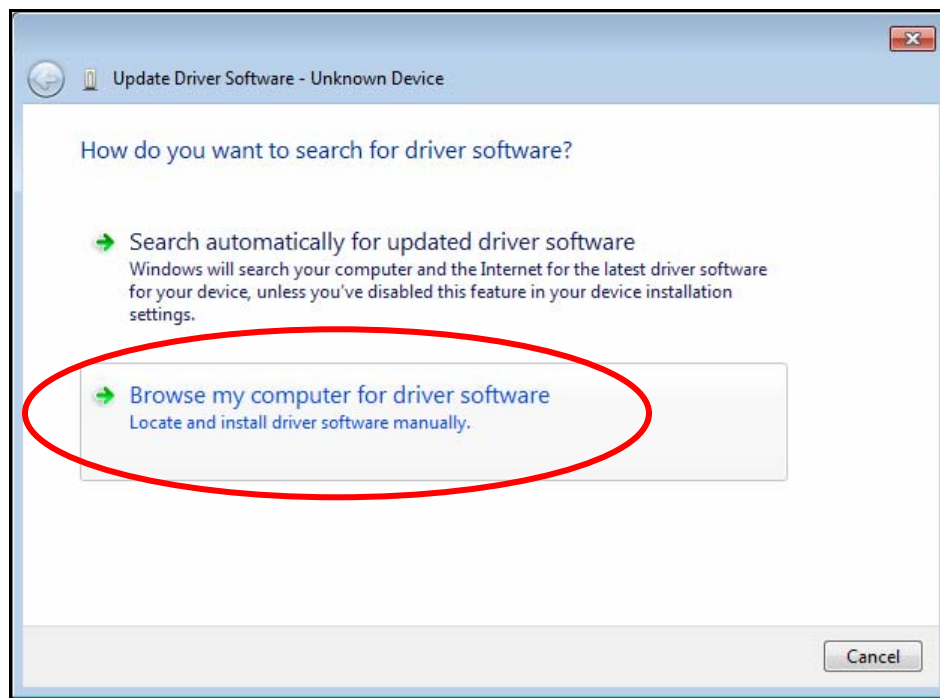 Update Driver Software - Unknown Device
How do you want to search for driver software?
Search automatically for updated driver software
Windows will search your computer and the Internet for the latest driver software
for your device, unless you've disabled this feature in your device installation
settings.
Browse my computer for driver software
Locate and install driver software manually.
Cancel